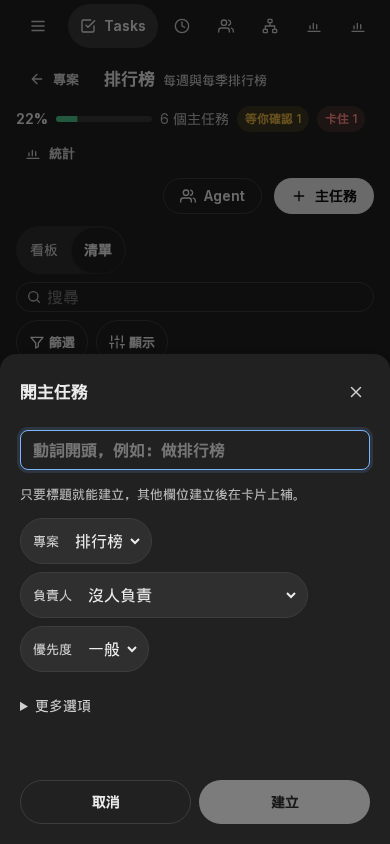 Tasks
專案 排行榜 每週與每季排行榜
22% 6 個主任務 等你確認 1 卡住 1
統計
Agent + 主任務
看板 清單
搜尋
篩選 顯示
開主任務
動詞開頭，例如：做排行榜
只要標題就能建立，其他欄位建立後在卡片上補。
專案 排行榜
負責人 沒人負責
優先度 一般
更多選項
取消 建立